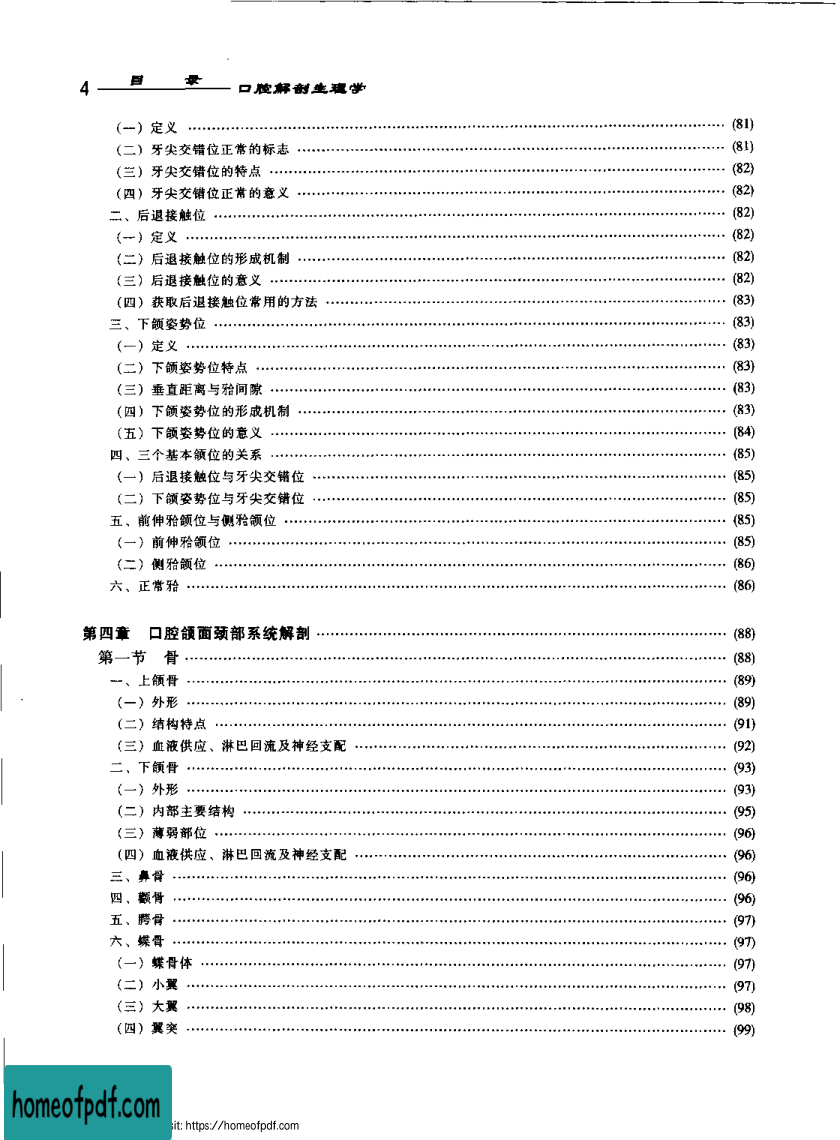 4 目 录 口腔解剖生理学
（一）定义 (81)
（二）牙尖交错位正常的标志 (81)
（三）牙尖交错位的特点 (82)
（四）牙尖交错位正常的意义 (82)
二、后退接触位 (82)
（一）定义 (82)
（二）后退接触位的形成机制 (82)
（三）后退接触位的意义 (82)
（四）获取后退接触位常用的方法 (83)
三、下颌姿势位 (83)
（一）定义 (83)
（二）下颌姿势位特点 (83)
（三）垂直距离与𬌗间隙 (83)
（四）下颌姿势位的形成机制 (83)
（五）下颌姿势位的意义 (84)
四、三个基本颌位的关系 (85)
（一）后退接触位与牙尖交错位 (85)
（二）下颌姿势位与牙尖交错位 (85)
五、前伸𬌗颌位与侧𬌗颌位 (85)
（一）前伸𬌗颌位 (85)
（二）侧𬌗颌位 (86)
六、正常𬌗 (86)
第四章 口腔颌面颈部系统解剖 (88)
第一节 骨 (88)
一、上颌骨 (89)
（一）外形 (89)
（二）结构特点 (91)
（三）血液供应、淋巴回流及神经支配 (92)
二、下颌骨 (93)
（一）外形 (93)
（二）内部主要结构 (95)
（三）薄弱部位 (96)
（四）血液供应、淋巴回流及神经支配 (96)
三、鼻骨 (96)
四、颧骨 (96)
五、腭骨 (97)
六、蝶骨 (97)
（一）蝶骨体 (97)
（二）小翼 (97)
（三）大翼 (98)
（四）翼突 (99)
homeofpdf.com
sit: https://homeofpdf.com